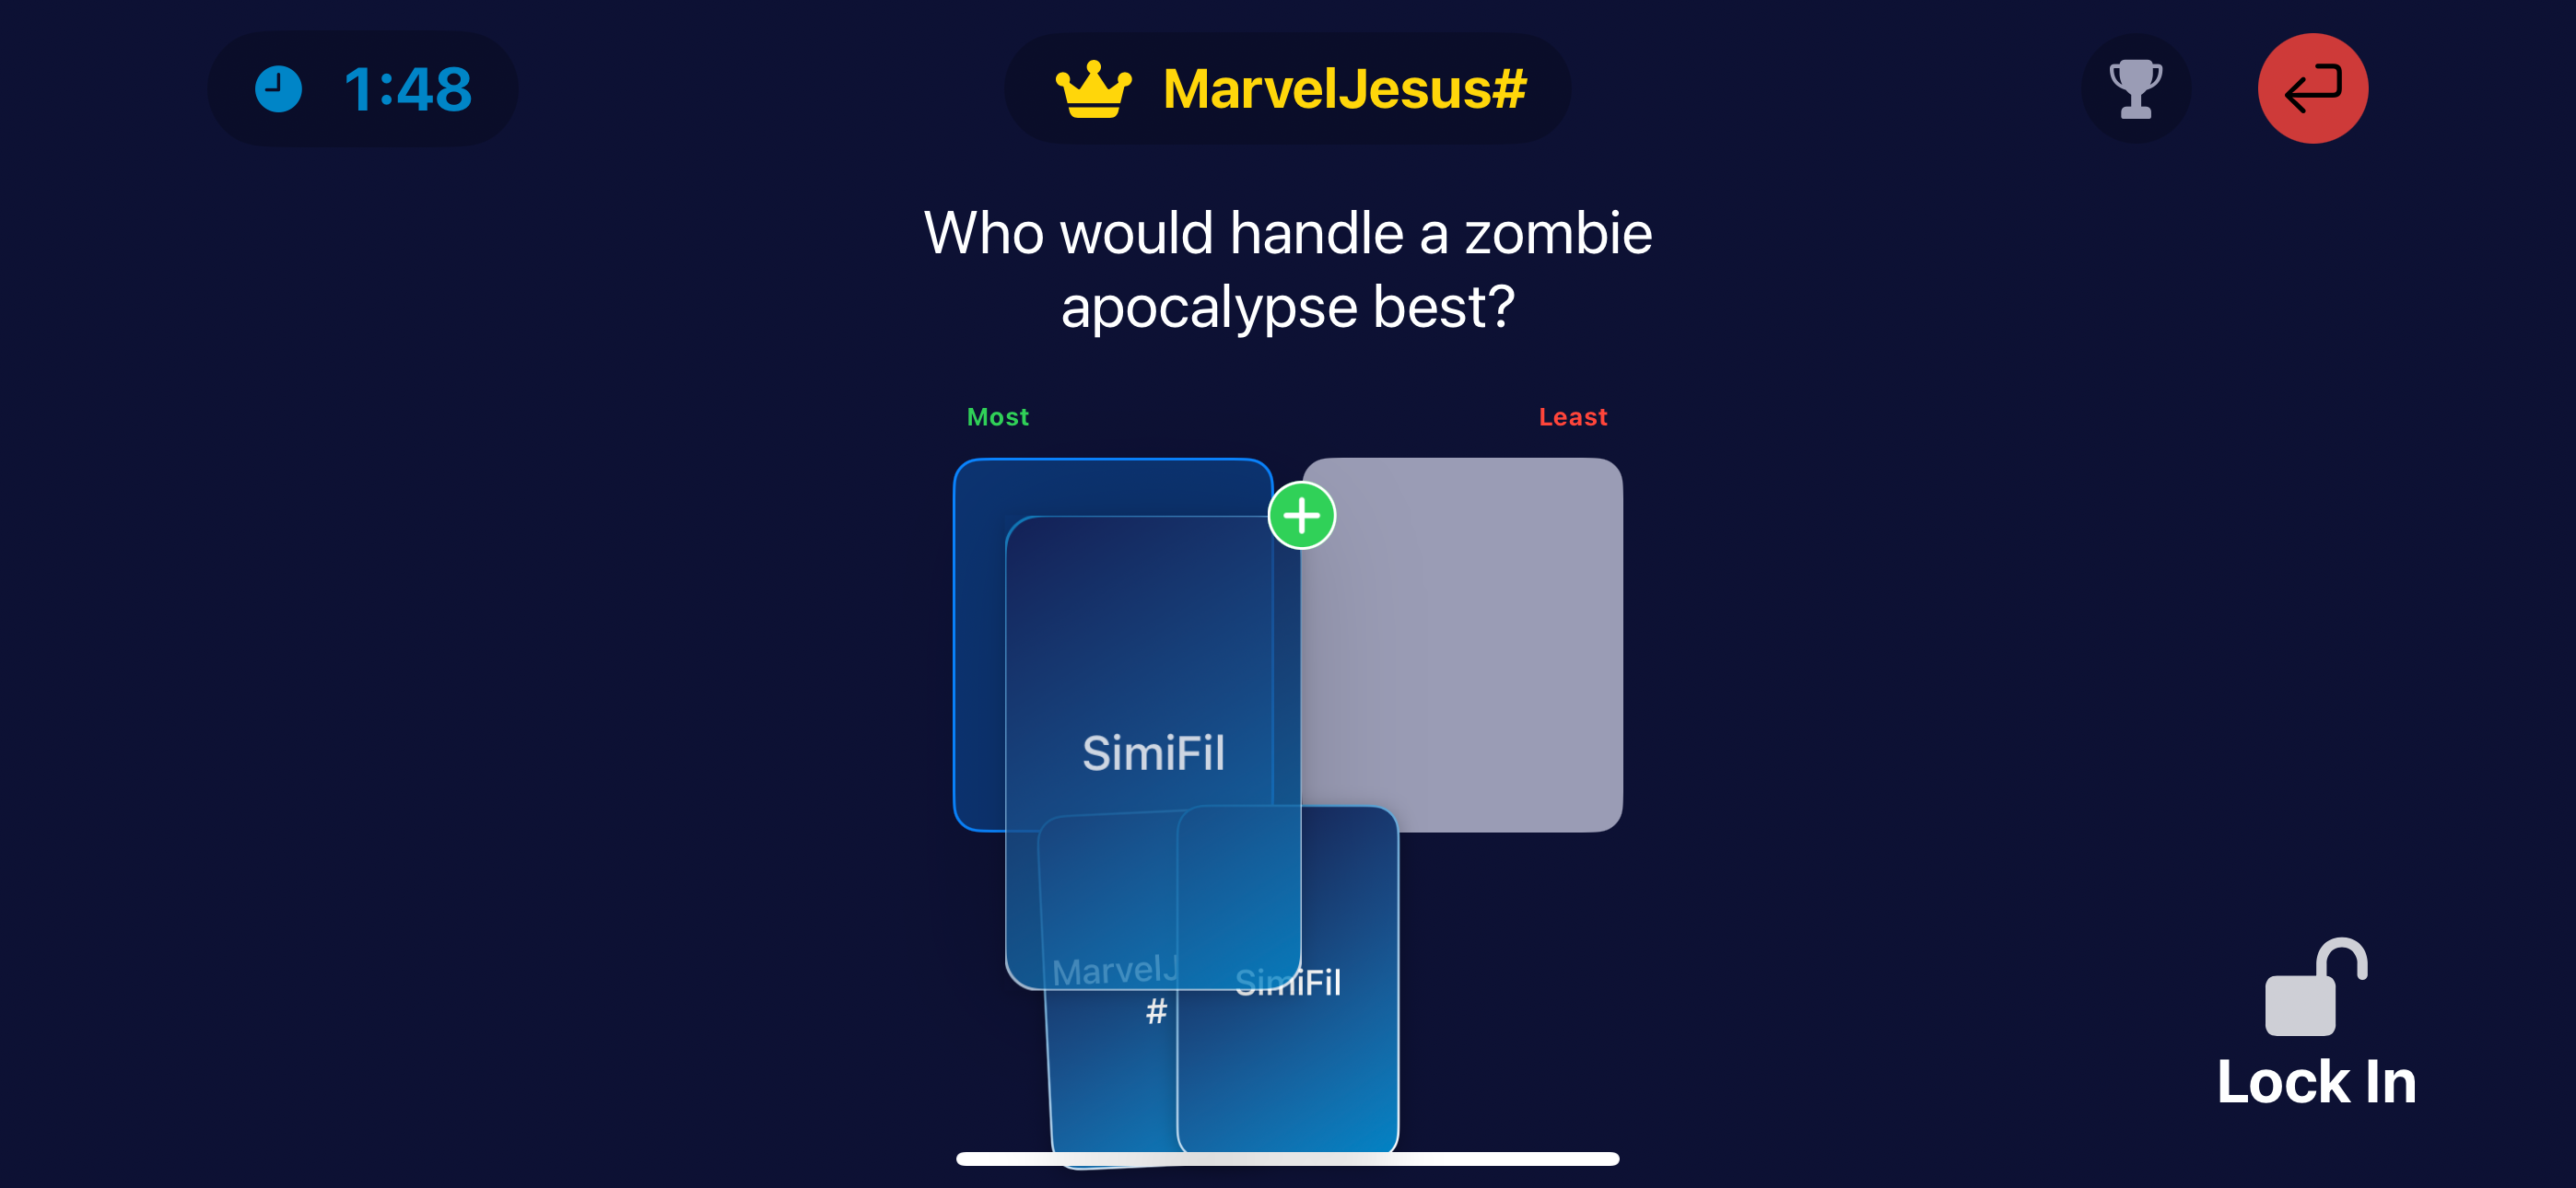 1:48
MarvelJesus#
Who would handle a zombie
apocalypse best?
Most
Least
SimiFil
MarvelJ
#
SimiFil
Lock In